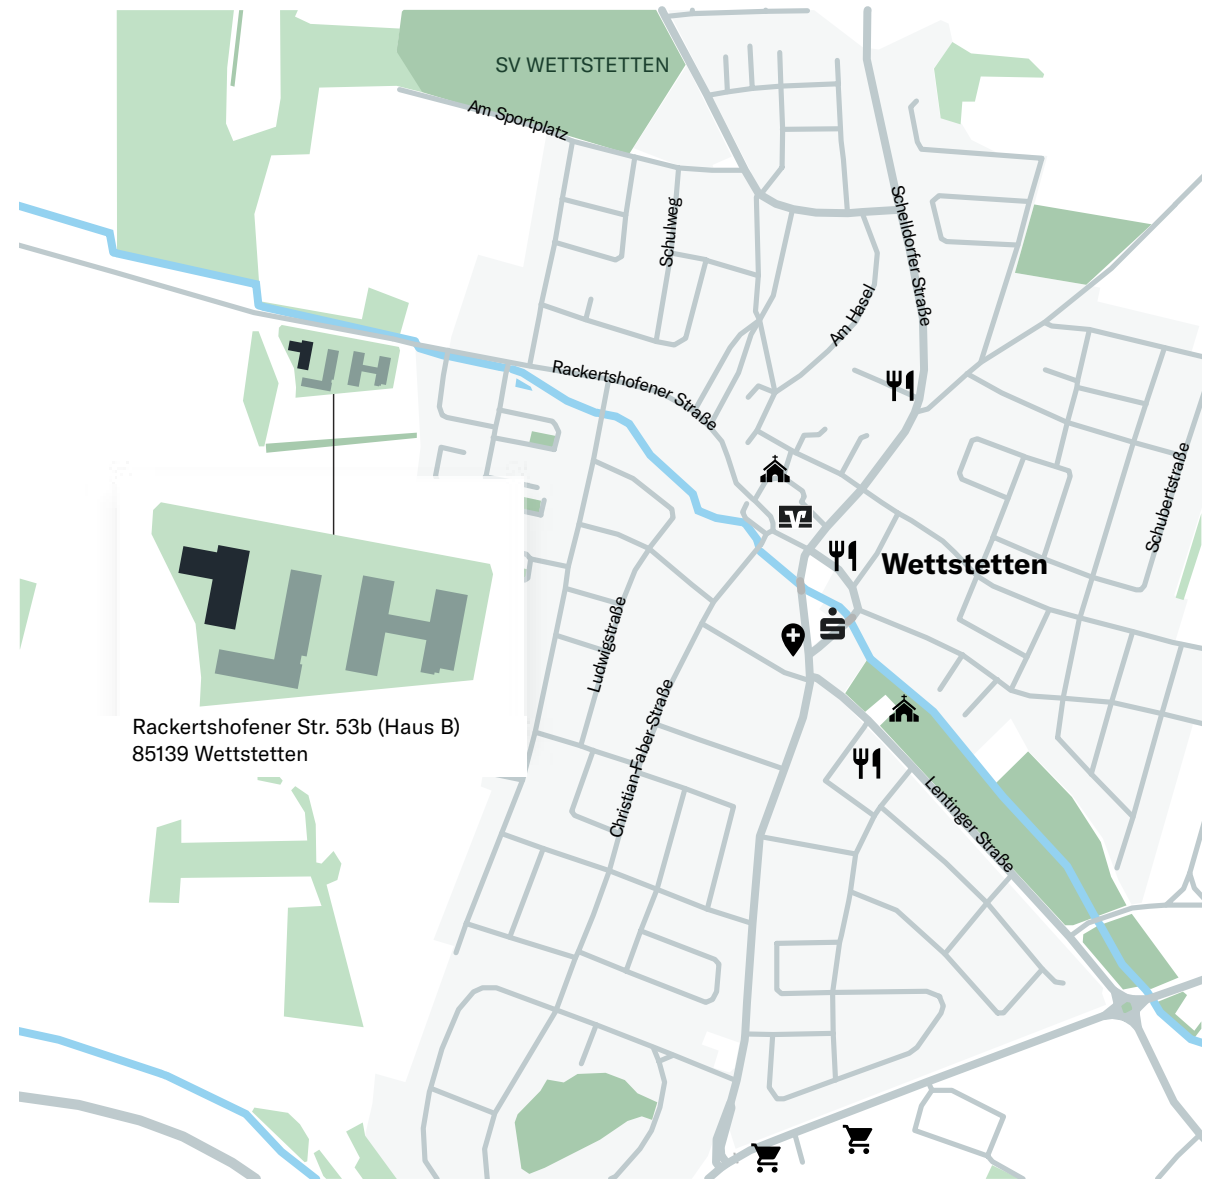 SV WETTSTETTEN
Am Sportplatz
Schulweg
Schelldorfer Straße
Am Hasel
Rackertshofener Straße
Schubertstraße
Wettstetten
Ludwigstraße
Christian-Faber-Straße
Rackertshofener Str. 53b (Haus B)
85139 Wettstetten
Lentinger Straße